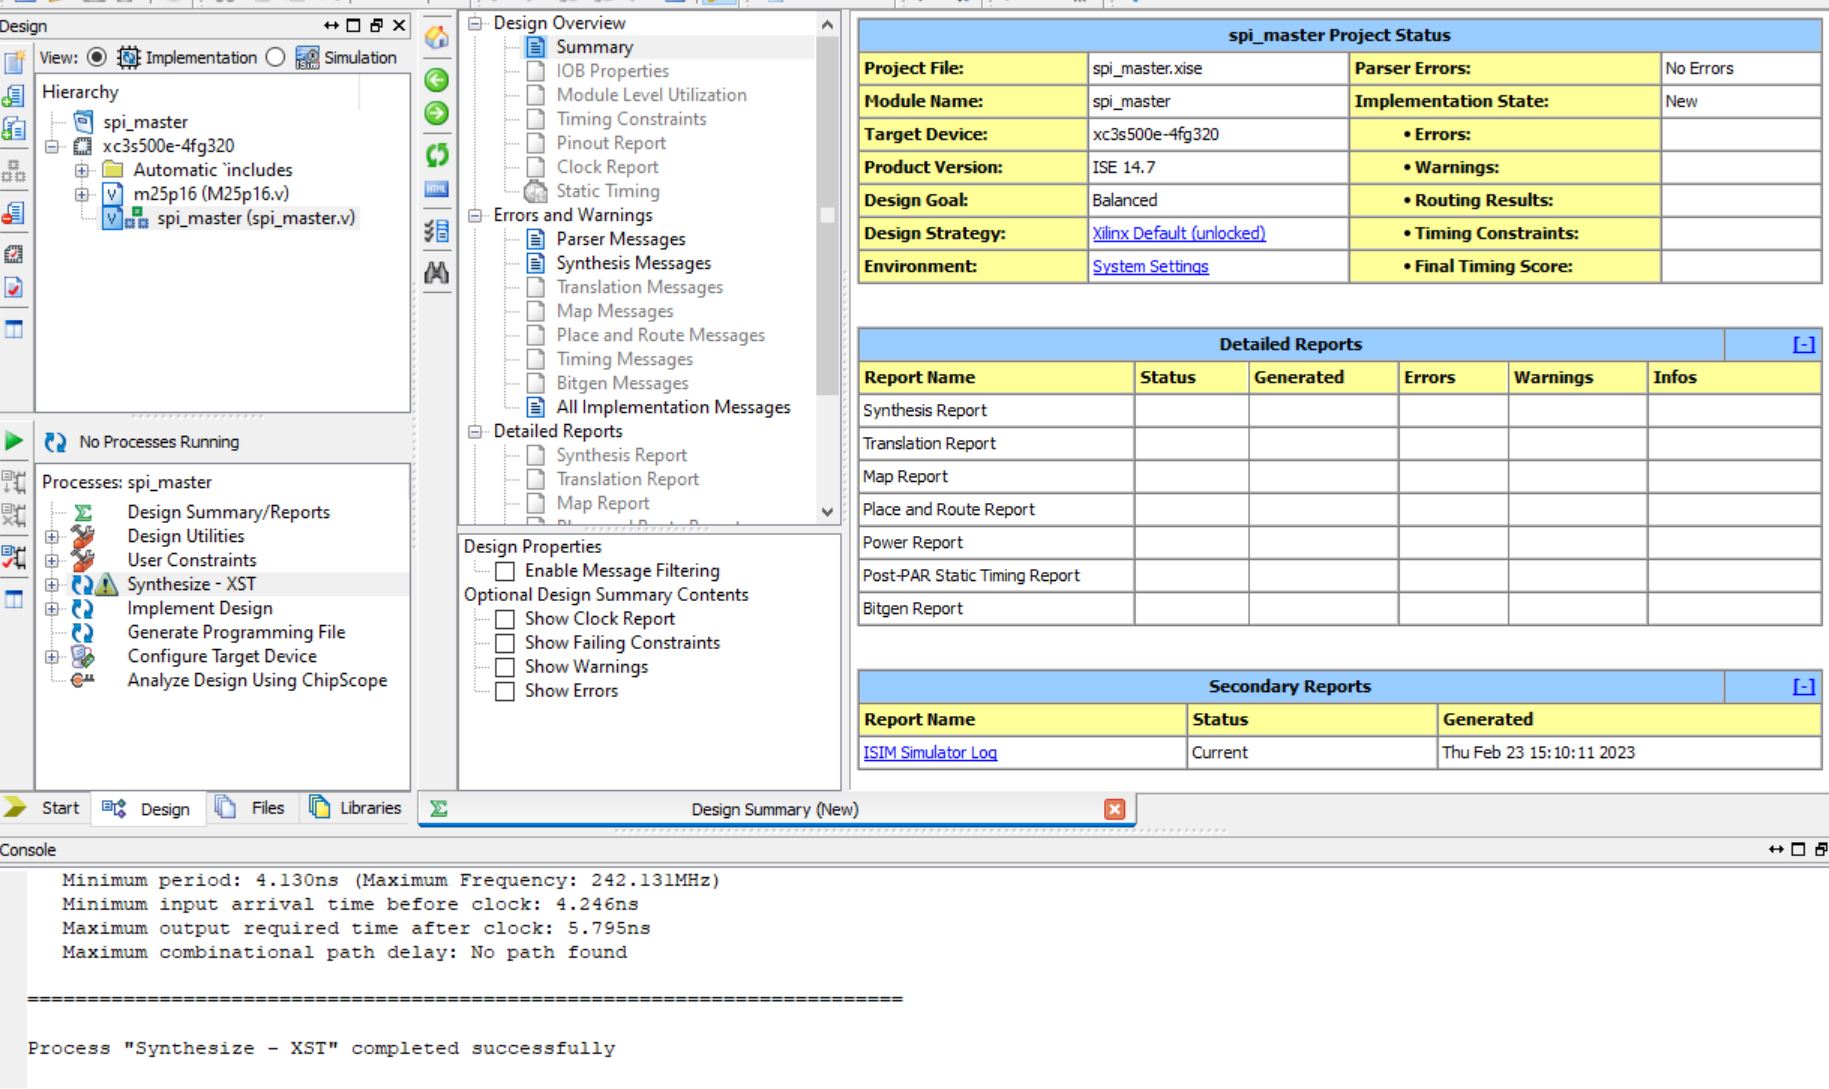 Design
View: Implementation Simulation
Hierarchy
spi_master
xc3s500e-4fg320
Automatic `includes
m25p16 (M25p16.v)
spi_master (spi_master.v)
No Processes Running
Processes: spi_master
Design Summary/Reports
Design Utilities
User Constraints
Synthesize - XST
Implement Design
Generate Programming File
Configure Target Device
Analyze Design Using ChipScope
Start Design Files Libraries
Design Overview
Summary
IOB Properties
Module Level Utilization
Timing Constraints
Pinout Report
Clock Report
Static Timing
Errors and Warnings
Parser Messages
Synthesis Messages
Translation Messages
Map Messages
Place and Route Messages
Timing Messages
Bitgen Messages
All Implementation Messages
Detailed Reports
Synthesis Report
Translation Report
Map Report
Design Properties
Enable Message Filtering
Optional Design Summary Contents
Show Clock Report
Show Failing Constraints
Show Warnings
Show Errors
Design Summary (New)
spi_master Project Status
Project File: spi_master.xise Parser Errors: No Errors
Module Name: spi_master Implementation State: New
Target Device: xc3s500e-4fg320 • Errors:
Product Version: ISE 14.7 • Warnings:
Design Goal: Balanced • Routing Results:
Design Strategy: Xilinx Default (unlocked) • Timing Constraints:
Environment: System Settings • Final Timing Score:
Detailed Reports [-]
Report Name Status Generated Errors Warnings Infos
Synthesis Report
Translation Report
Map Report
Place and Route Report
Power Report
Post-PAR Static Timing Report
Bitgen Report
Secondary Reports [-]
Report Name Status Generated
ISIM Simulator Log Current Thu Feb 23 15:10:11 2023
Console
Minimum period: 4.130ns (Maximum Frequency: 242.131MHz)
Minimum input arrival time before clock: 4.246ns
Maximum output required time after clock: 5.795ns
Maximum combinational path delay: No path found
=========================================================================
Process "Synthesize - XST" completed successfully